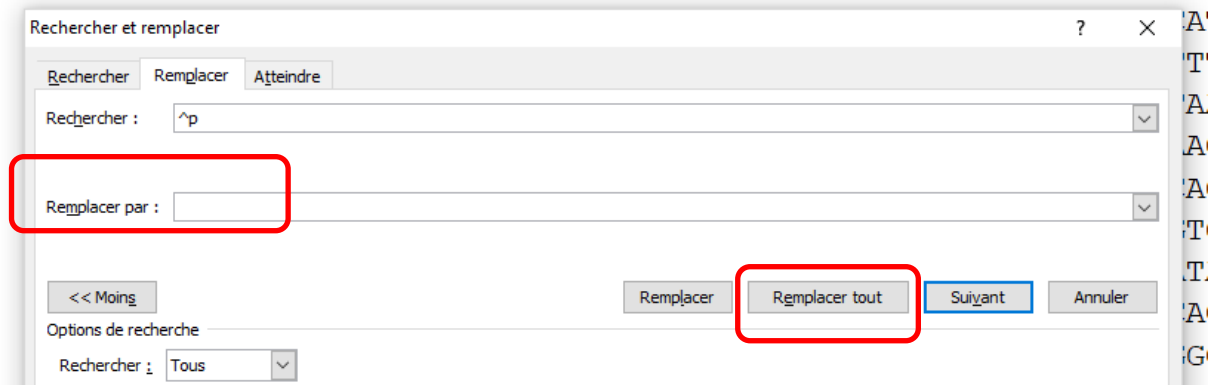 Rechercher et remplacer ?
Rechercher Remplacer Atteindre
Rechercher : ^p
Remplacer par :
<< Moins Remplacer Remplacer tout Suivant Annuler
Options de recherche
Rechercher : Tous